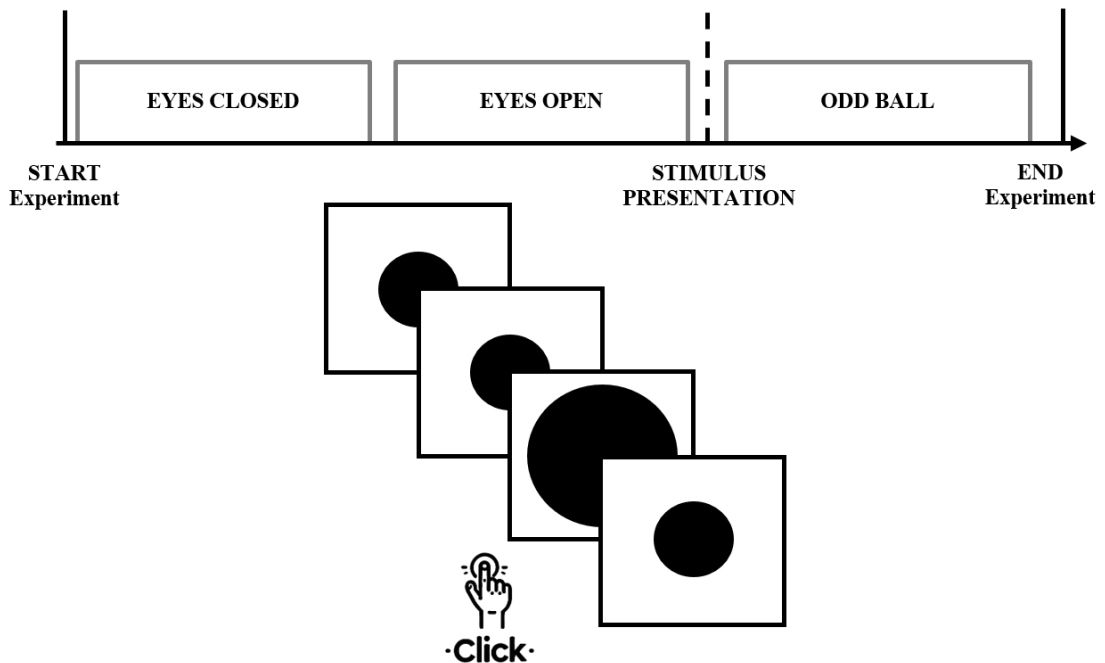 EYES CLOSED
EYES OPEN
ODD BALL
START
Experiment
STIMULUS
PRESENTATION
END
Experiment
·Click·